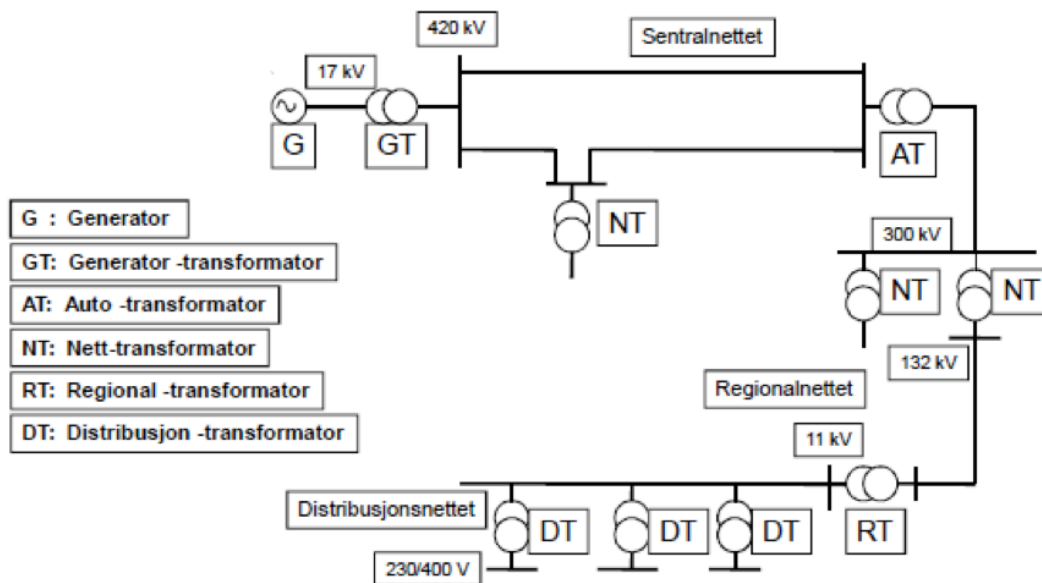 420 kV
Sentralnettet
17 kV
G
GT
AT
NT
G : Generator
GT: Generator -transformator
AT: Auto -transformator
NT: Nett-transformator
RT: Regional -transformator
DT: Distribusjon -transformator
300 kV
NT
NT
132 kV
Regionalnettet
11 kV
RT
Distribusjonsnettet
DT
DT
DT
230/400 V